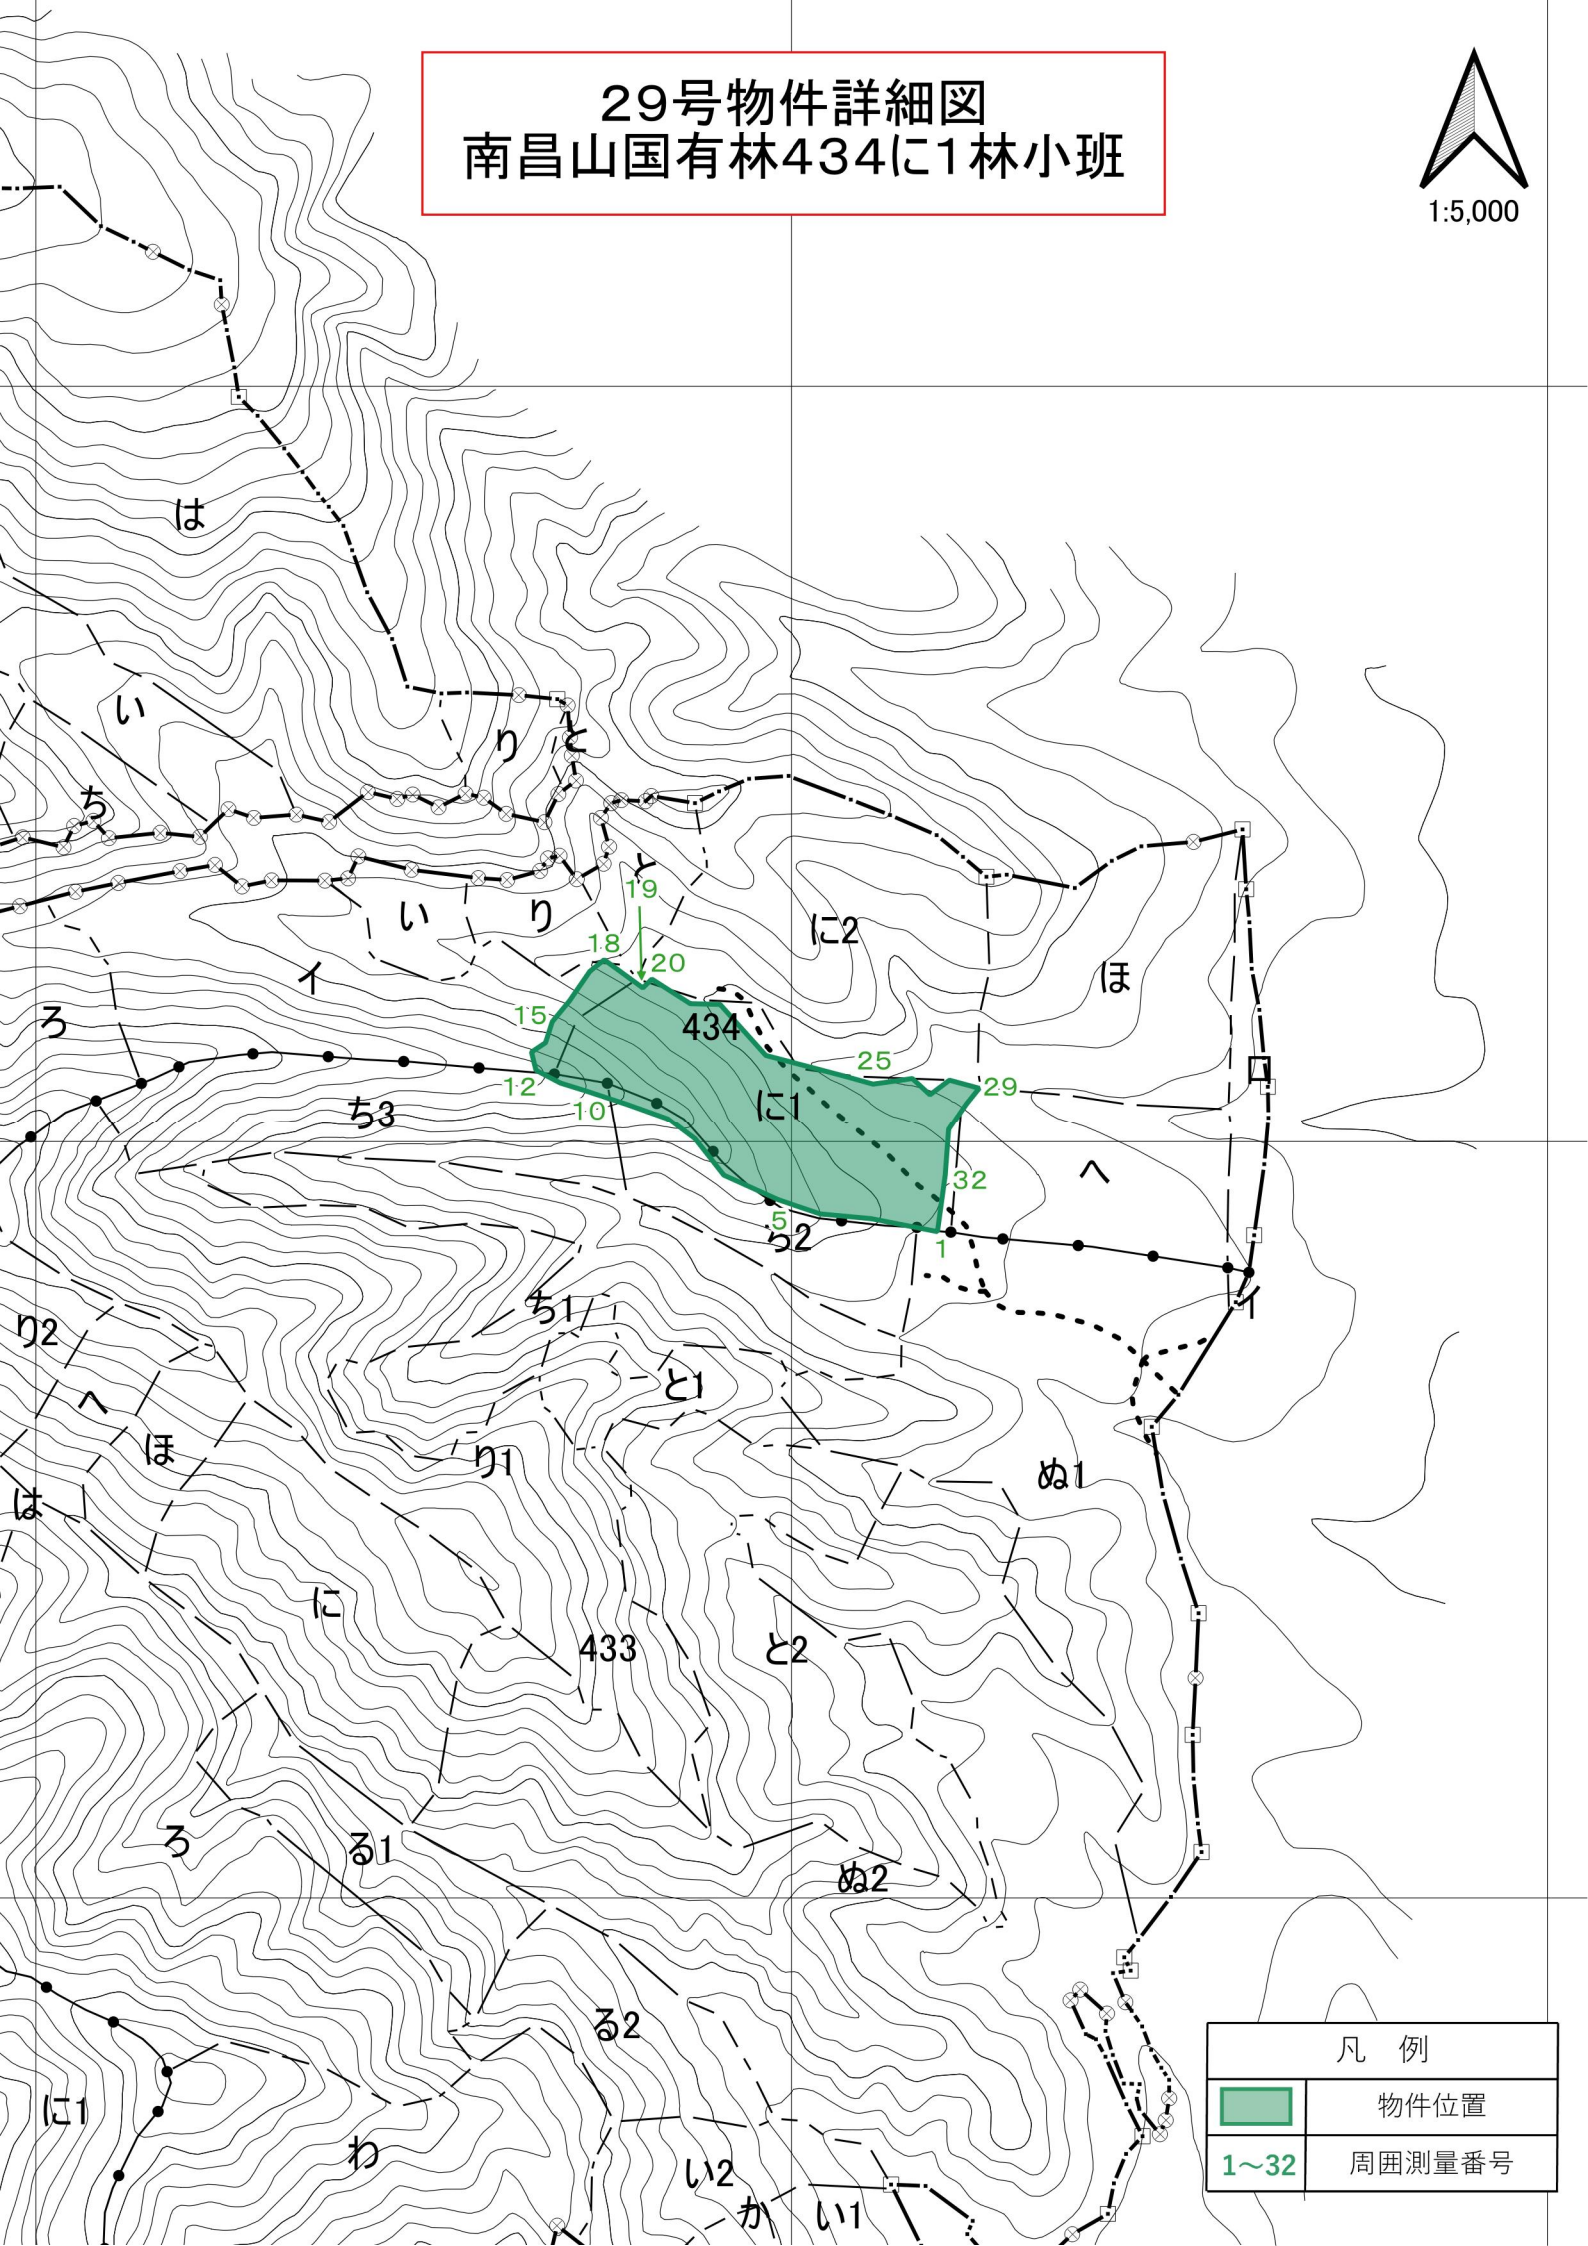 29号物件詳細図
南昌山国有林434に1林小班
1:5,000
は
い
り
と
ち
と
19
い
り
に2
18
20
イ
ほ
15
ろ
434
25
ロ
12
29
ち3
10
に1
へ
32
5
ち2
1
イ
ち1
り2
と1
へ
ほ
り1
ぬ1
は
に
433
と2
ろ
る1
ぬ2
る2
に1
わ
い2
か
い1
凡 例
物件位置
1～32
周囲測量番号